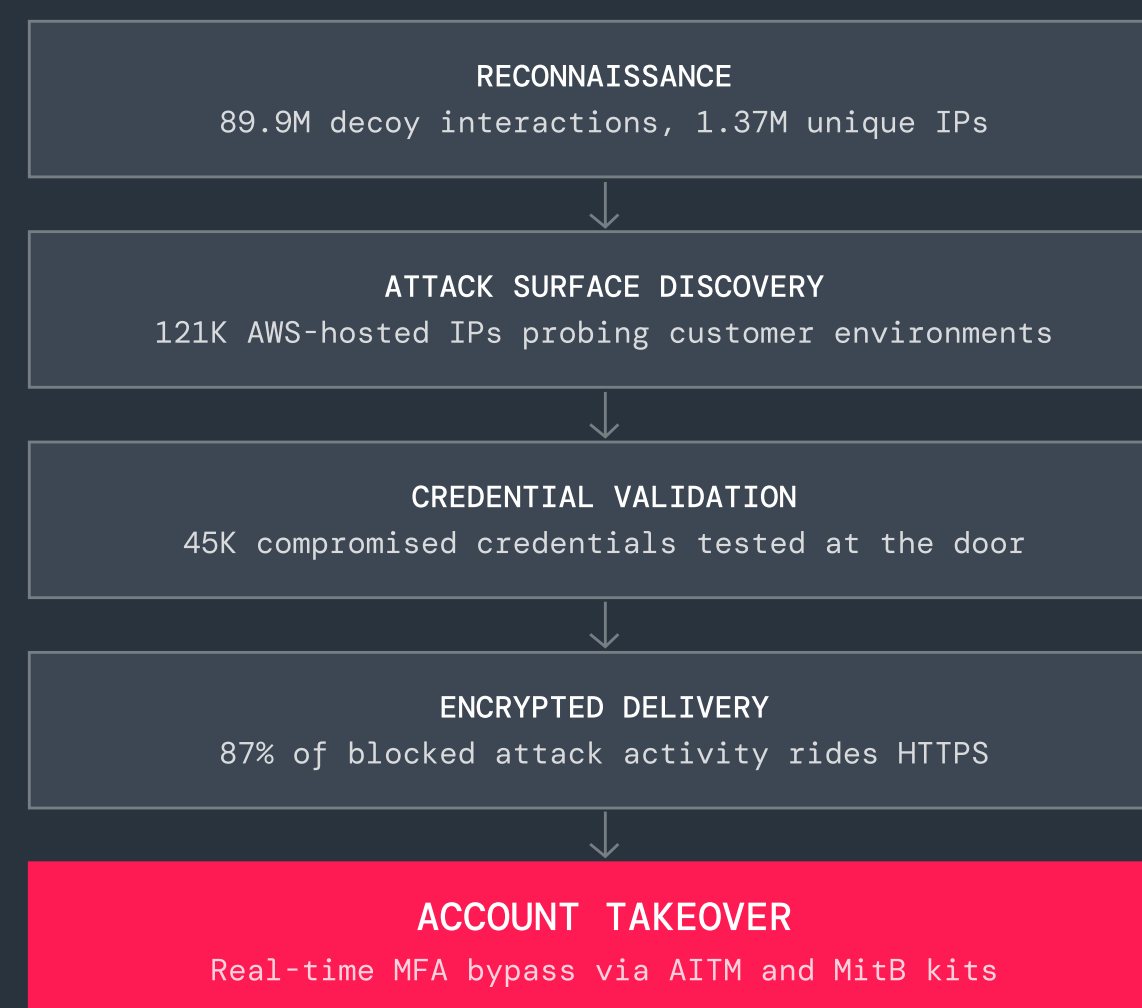 RECONNAISSANCE
89.9M decoy interactions, 1.37M unique IPs
ATTACK SURFACE DISCOVERY
121K AWS-hosted IPs probing customer environments
CREDENTIAL VALIDATION
45K compromised credentials tested at the door
ENCRYPTED DELIVERY
87% of blocked attack activity rides HTTPS
ACCOUNT TAKEOVER
Real-time MFA bypass via AITM and MitB kits